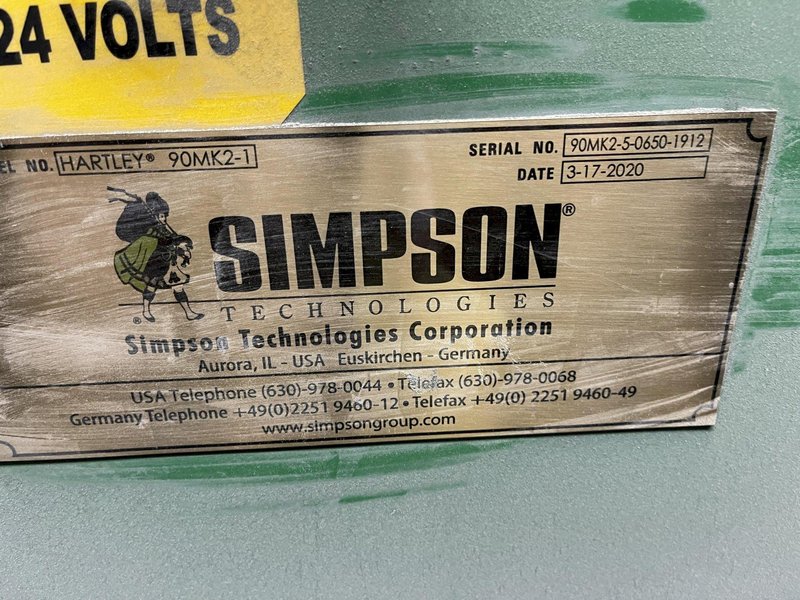 24 VOLTS
EL NO. HARTLEY® 90MK2-1
SERIAL NO. 90MK2-5-0650-1912
DATE 3-17-2020
SIMPSON®
® TECHNOLOGIES
Simpson Technologies Corporation
Aurora, IL - USA Euskirchen - Germany
USA Telephone (630)-978-0044 • Telefax (630)-978-0068
Germany Telephone +49(0)2251 9460-12 • Telefax +49(0) 2251 9460-49
www.simpsongroup.com